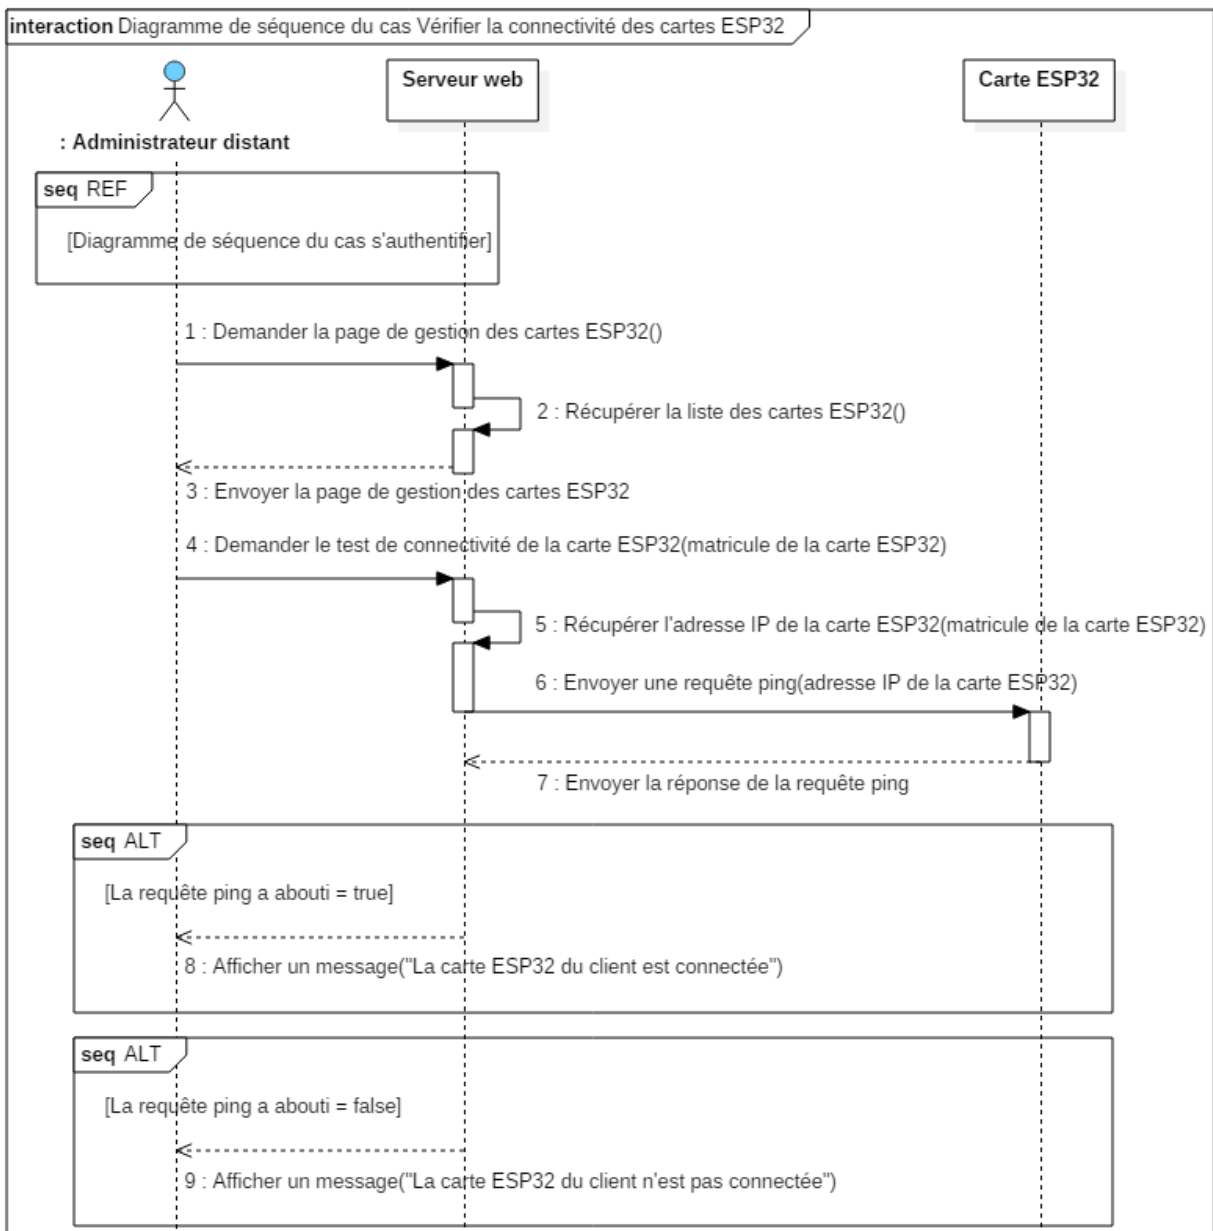 interaction Diagramme de séquence du cas Vérifier la connectivité des cartes ESP32
Serveur web
Carte ESP32
: Administrateur distant
seq REF
[Diagramme de séquence du cas s'authentifier]
1 : Demander la page de gestion des cartes ESP32()
2 : Récupérer la liste des cartes ESP32()
3 : Envoyer la page de gestion des cartes ESP32
4 : Demander le test de connectivité de la carte ESP32(matricule de la carte ESP32)
5 : Récupérer l'adresse IP de la carte ESP32(matricule de la carte ESP32)
6 : Envoyer une requête ping(adresse IP de la carte ESP32)
7 : Envoyer la réponse de la requête ping
seq ALT
[La requête ping a abouti = true]
8 : Afficher un message("La carte ESP32 du client est connectée")
seq ALT
[La requête ping a abouti = false]
9 : Afficher un message("La carte ESP32 du client n'est pas connectée")